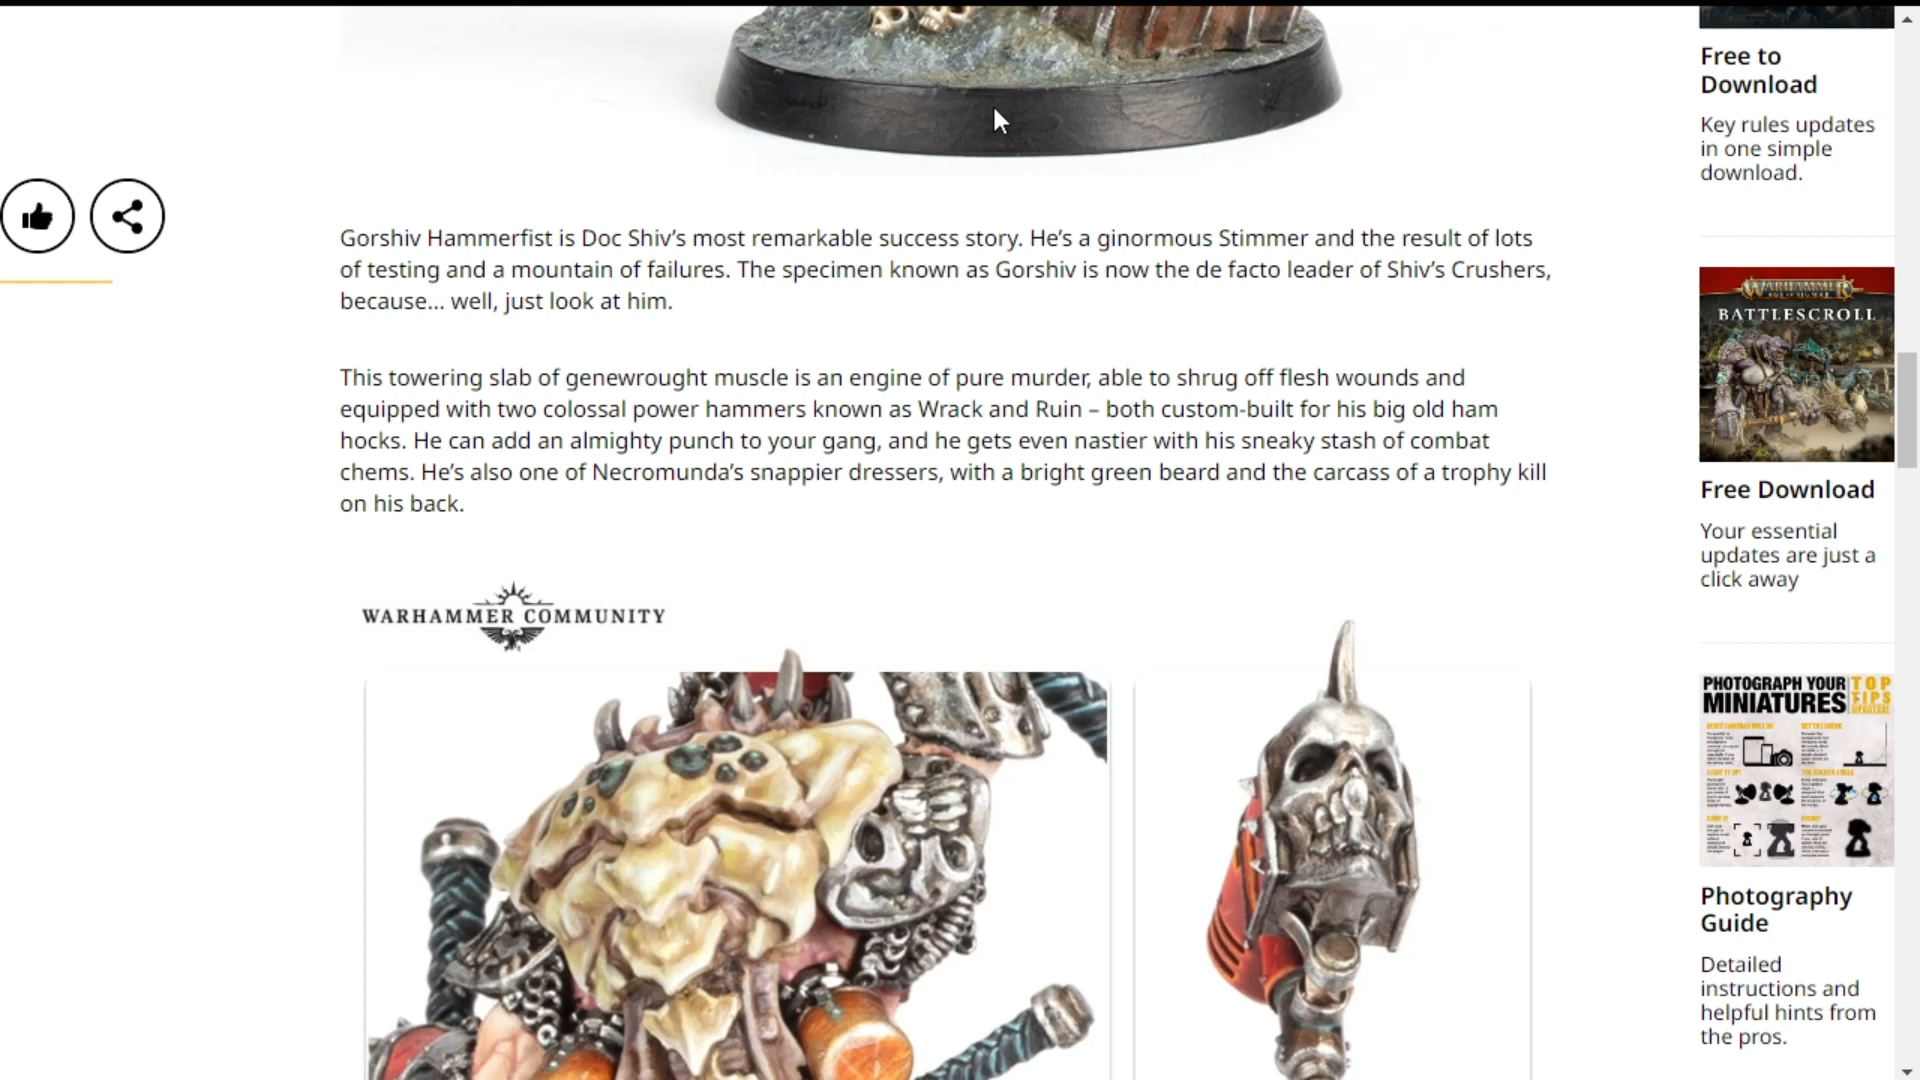 Gorshiv Hammerfist is Doc Shiv’s most remarkable success story. He’s a ginormous Stimmer and the result of lots
of testing and a mountain of failures. The specimen known as Gorshiv is now the de facto leader of Shiv’s Crushers,
because… well, just look at him.
This towering slab of genewrought muscle is an engine of pure murder, able to shrug off flesh wounds and
equipped with two colossal power hammers known as Wrack and Ruin – both custom-built for his big old ham
hocks. He can add an almighty punch to your gang, and he gets even nastier with his sneaky stash of combat
chems. He’s also one of Necromunda’s snappier dressers, with a bright green beard and the carcass of a trophy kill
on his back.
WARHAMMER COMMUNITY
Free to
Download
Key rules updates
in one simple
download.
WARHAMMER
AGE OF SIGMAR
BATTLESCROLL
Free Download
Your essential
updates are just a
click away
PHOTOGRAPH YOUR
MINIATURES
TOP
TIPS
UPDATED!
Photography
Guide
Detailed
instructions and
helpful hints from
the pros.